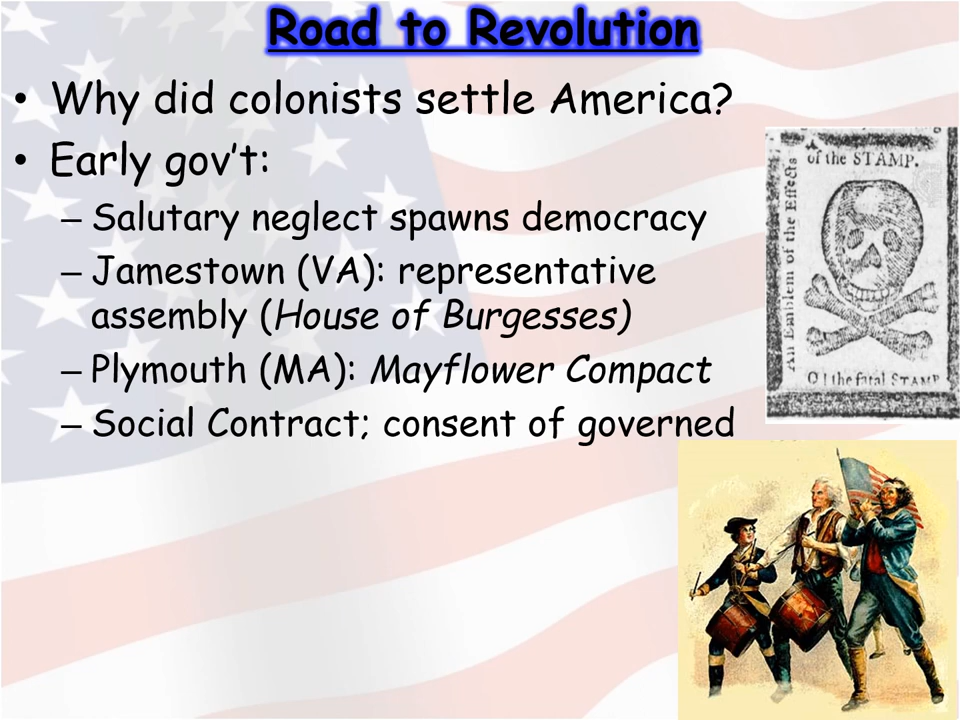 Road to Revolution
• Why did colonists settle America?
• Early gov't:
– Salutary neglect spawns democracy
– Jamestown (VA): representative
assembly (House of Burgesses)
– Plymouth (MA): Mayflower Compact
– Social Contract; consent of governed
An Emblem of the Effects
of the STAMP.
O! the fatal STAMP